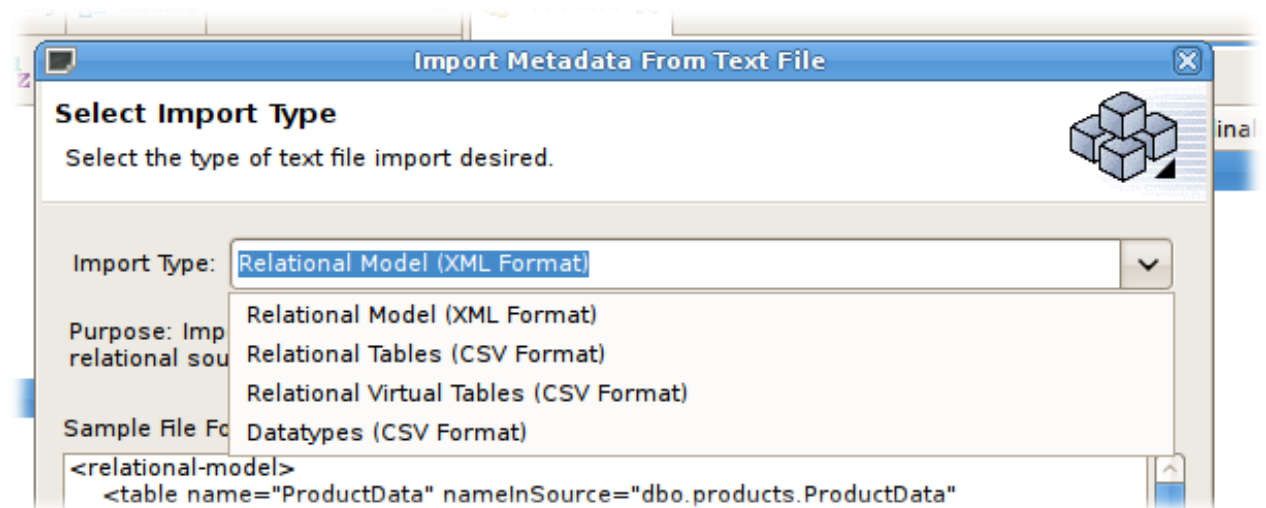 Import Metadata From Text File
Select Import Type
Select the type of text file import desired.
inal
Import Type: Relational Model (XML Format)
Relational Model (XML Format)
Purpose: Imp
Relational Tables (CSV Format)
relational sou
Relational Virtual Tables (CSV Format)
Sample File Fo
Datatypes (CSV Format)
<relational-model>
<table name="ProductData" nameInSource="dbo.products.ProductData"